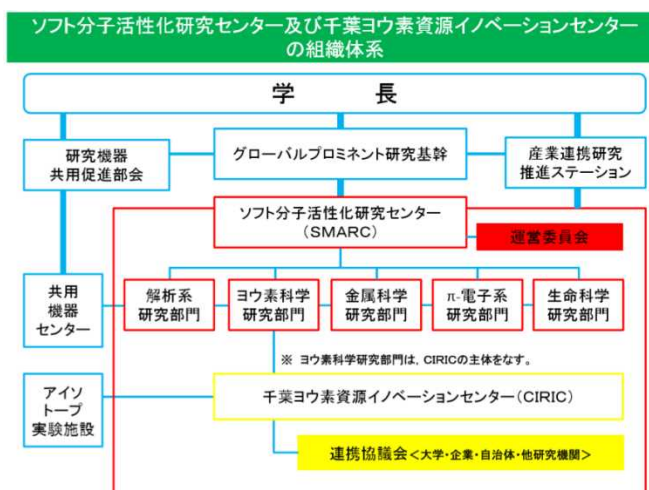 ソフト分子活性化研究センター及び千葉ヨウ素資源イノベーションセンター
の組織体系
学　　長
研究機器
共用促進部会
グローバルプロミネント研究基幹
産業連携研究
推進ステーション
ソフト分子活性化研究センター
（SMARC）
運営委員会
共用
機器
センター
解析系
研究部門
ヨウ素科学
研究部門
金属科学
研究部門
π-電子系
研究部門
生命科学
研究部門
※ ヨウ素科学研究部門は, CIRICの主体をなす。
アイソ
トープ
実験施設
千葉ヨウ素資源イノベーションセンター（CIRIC）
連携協議会＜大学・企業・自治体・他研究機関＞